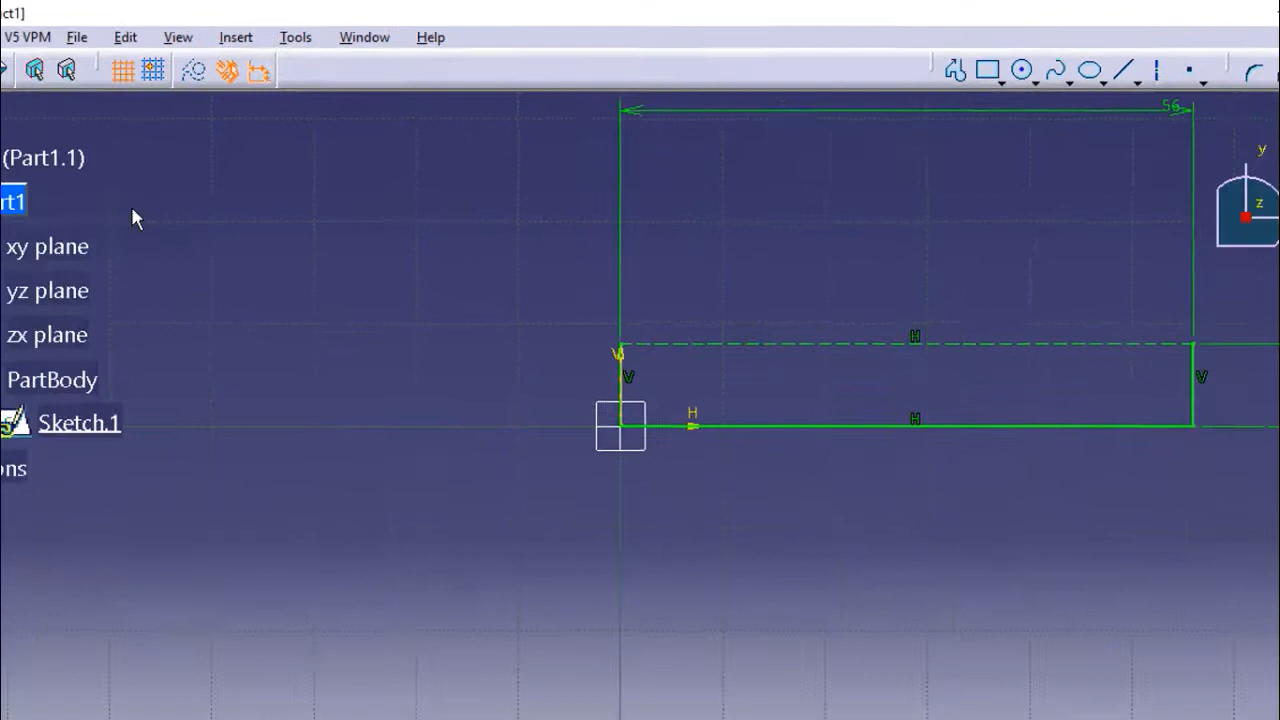 ct1]
V5 VPM File Edit View Insert Tools Window Help
56
(Part1.1)
y
rt1
z
xy plane
yz plane
zx plane
H
V
V
V
PartBody
H
H
Sketch.1
ons